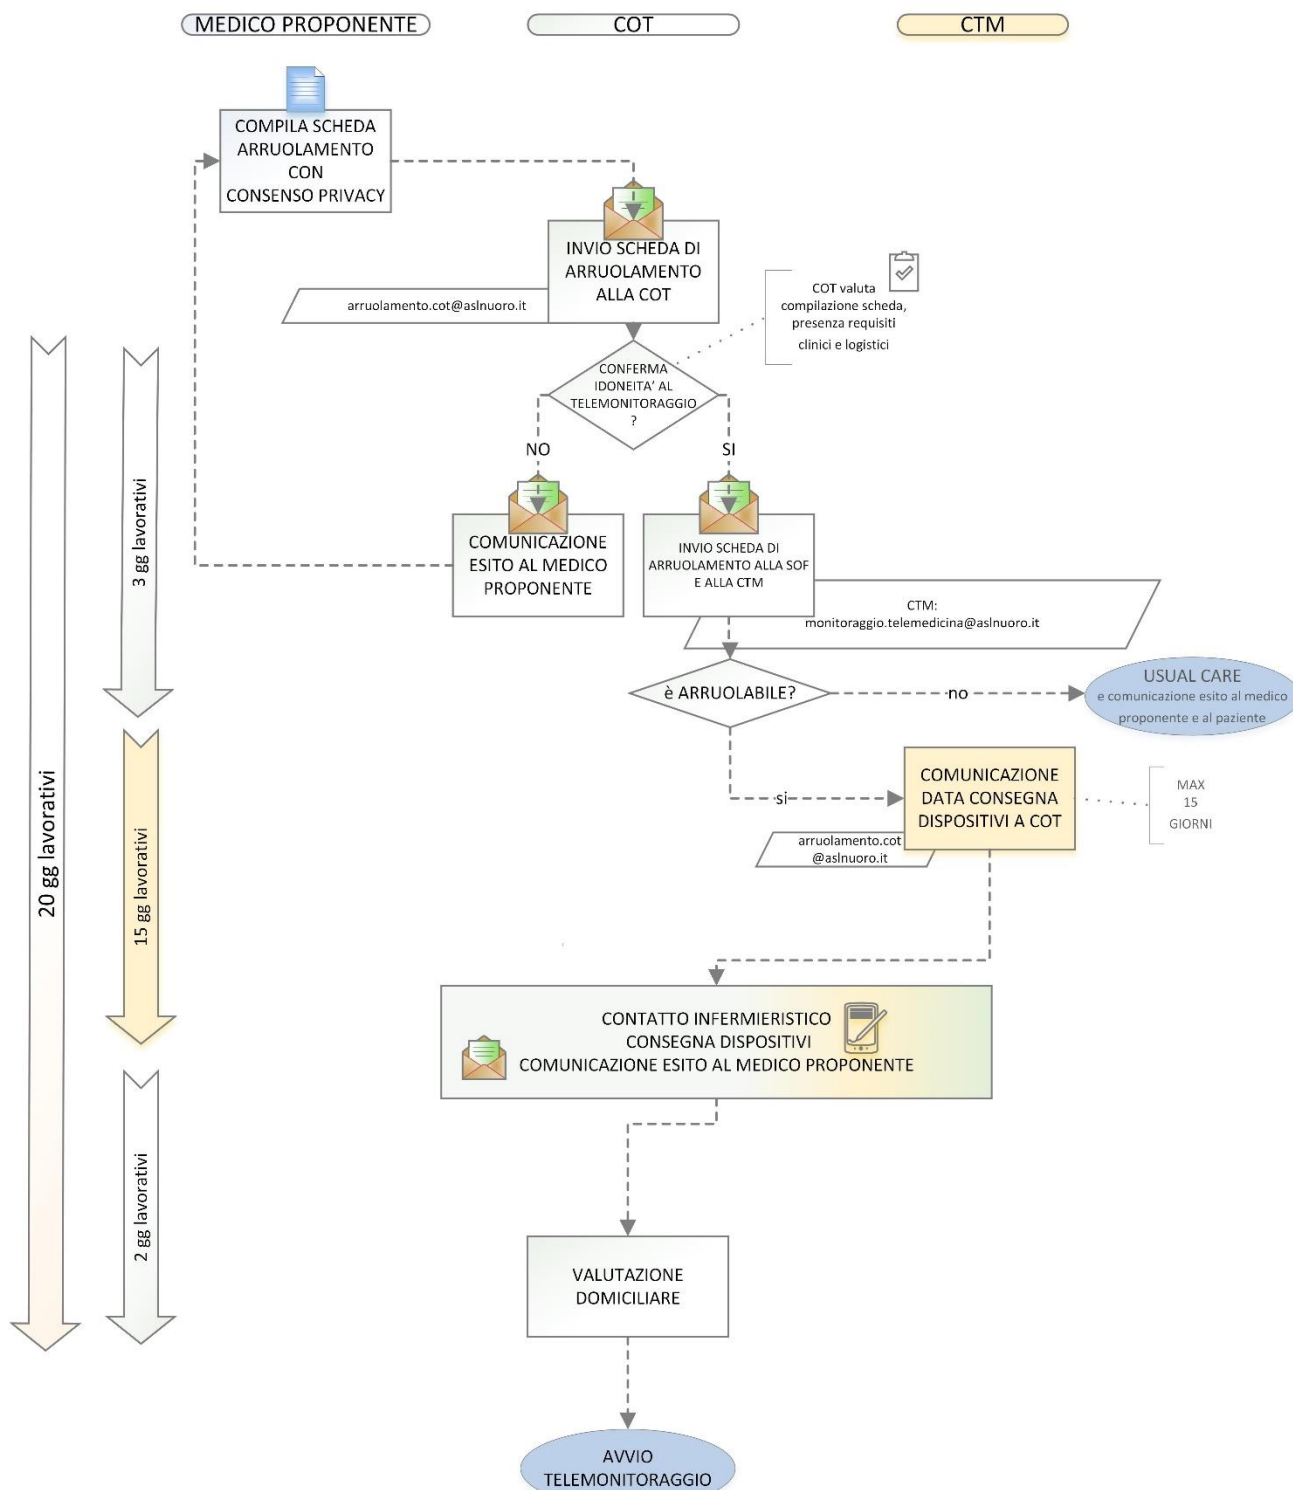 MEDICO PROPONENTE
COT
CTM
COMPILA SCHEDA
ARRUOLAMENTO
CON
CONSENSO PRIVACY
INVIO SCHEDA DI
ARRUOLAMENTO
ALLA COT
arruolamento.cot@aslnuoro.it
COT valuta
compilazione scheda,
presenza requisiti
clinici e logistici
CONFERMA
IDONEITA’ AL
TELEMONITORAGGIO
?
NO
SI
COMUNICAZIONE
ESITO AL MEDICO
PROPONENTE
INVIO SCHEDA DI
ARRUOLAMENTO ALLA SOF
E ALLA CTM
CTM:
monitoraggio.telemedicina@aslnuoro.it
3 gg lavorativi
è ARRUOLABILE?
no
USUAL CARE
e comunicazione esito al medico
proponente e al paziente
si
COMUNICAZIONE
DATA CONSEGNA
DISPOSITIVI A COT
MAX
15
GIORNI
arruolamento.cot
@aslnuoro.it
20 gg lavorativi
15 gg lavorativi
CONTATTO INFERMIERISTICO
CONSEGNA DISPOSITIVI
COMUNICAZIONE ESITO AL MEDICO PROPONENTE
2 gg lavorativi
VALUTAZIONE
DOMICILIARE
AVVIO
TELEMONITORAGGIO